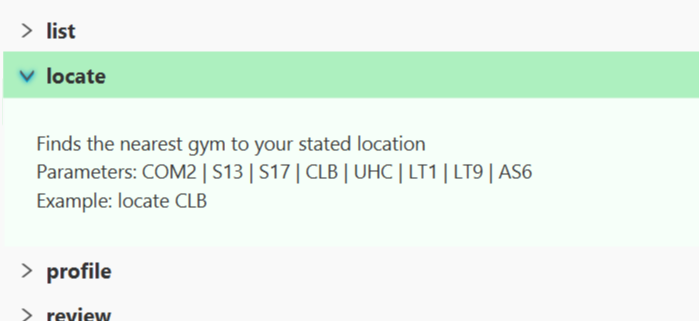 list
locate
Finds the nearest gym to your stated location
Parameters: COM2 | S13 | S17 | CLB | UHC | LT1 | LT9 | AS6
Example: locate CLB
profile
review